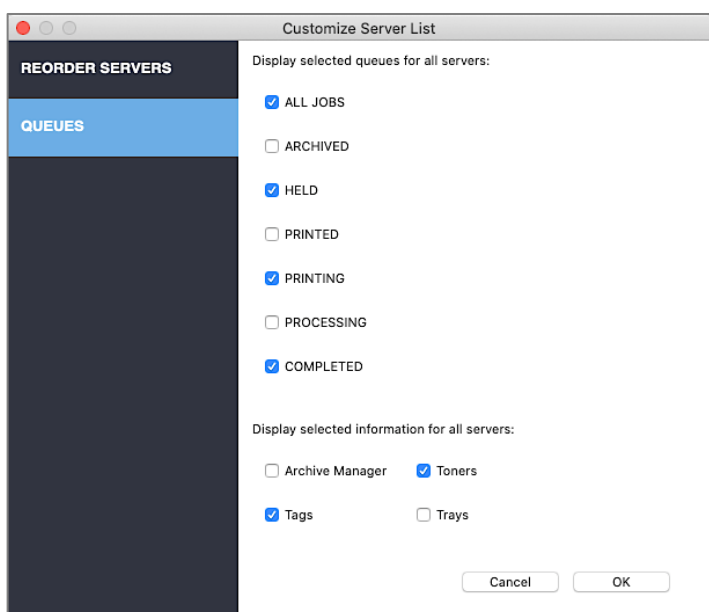 Customize Server List
REORDER SERVERS
QUEUES
Display selected queues for all servers:
ALL JOBS
ARCHIVED
HELD
PRINTED
PRINTING
PROCESSING
COMPLETED
Display selected information for all servers:
Archive Manager Toners
Tags Trays
Cancel OK